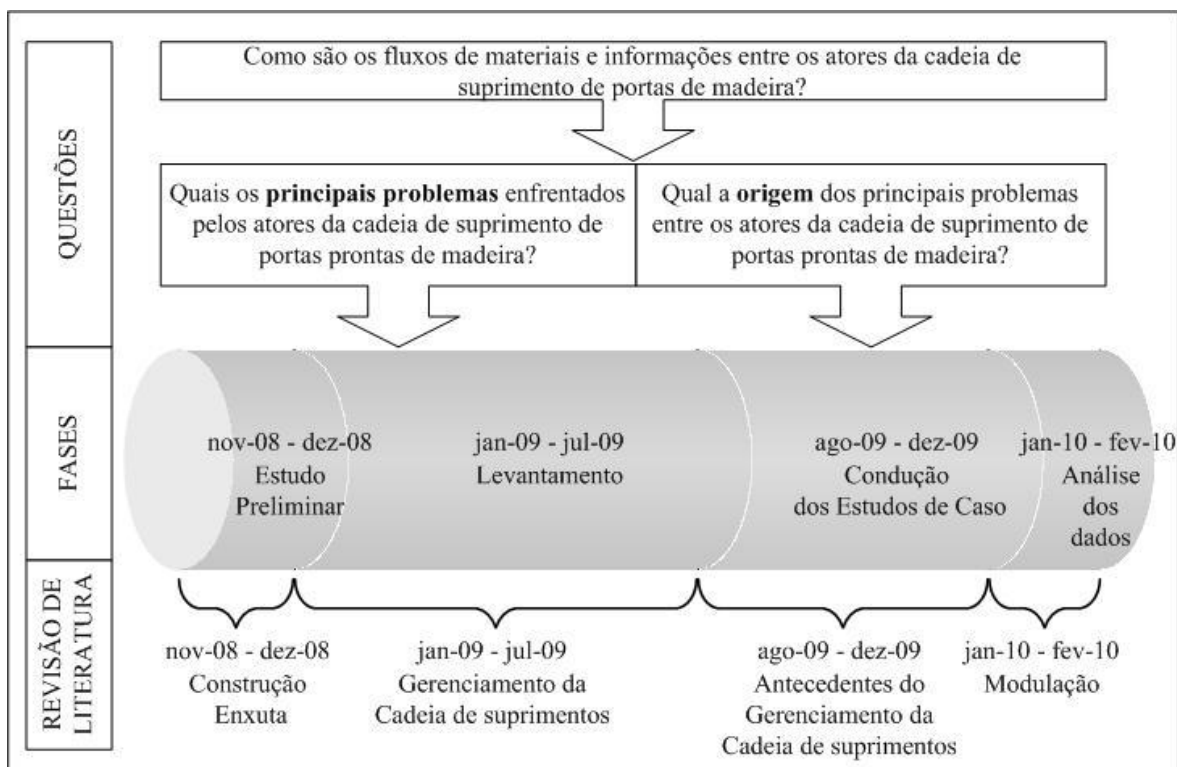 QUESTÕES
Como são os fluxos de materiais e informações entre os atores da cadeia de
suprimento de portas de madeira?
Quais os principais problemas enfrentados
pelos atores da cadeia de suprimento de
portas prontas de madeira?
Qual a origem dos principais problemas
entre os atores da cadeia de suprimento de
portas prontas de madeira?
FASES
nov-08 - dez-08
Estudo
Preliminar
jan-09 - jul-09
Levantamento
ago-09 - dez-09
Condução
dos Estudos de Caso
jan-10 - fev-10
Análise
dos
dados
REVISÃO DE
LITERATURA
nov-08 - dez-08
Construção
Enxuta
jan-09 - jul-09
Gerenciamento da
Cadeia de suprimentos
ago-09 - dez-09
Antecedentes do
Gerenciamento da
Cadeia de suprimentos
jan-10 - fev-10
Modulação